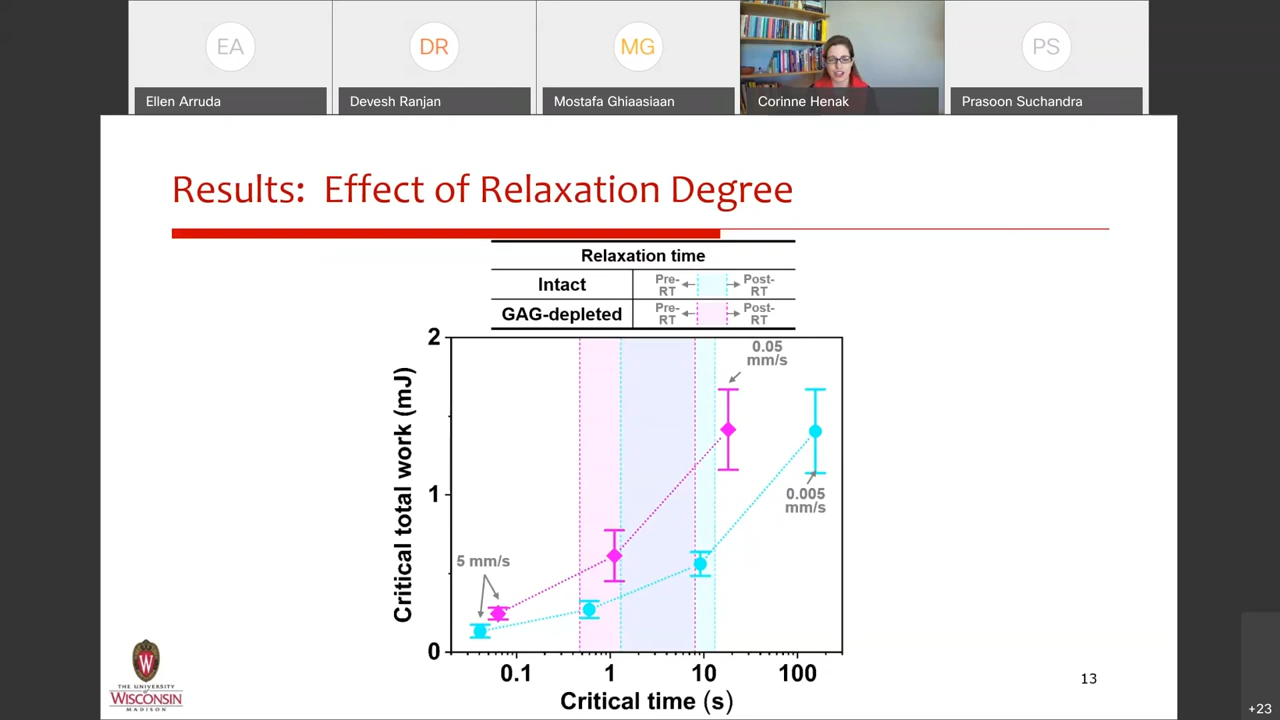 EA
DR
MG
PS
Ellen Arruda
Devesh Ranjan
Mostafa Ghiaasiaan
Corinne Henak
Prasoon Suchandra
Results: Effect of Relaxation Degree
Relaxation time
Intact
Pre-
RT
Post-
RT
GAG-depleted
Pre-
RT
Post-
RT
Critical total work (mJ)
2
1
0
0.05
mm/s
0.005
mm/s
5 mm/s
0.1
1
10
100
Critical time (s)
W
THE UNIVERSITY
of
WISCONSIN
MADISON
13
+23